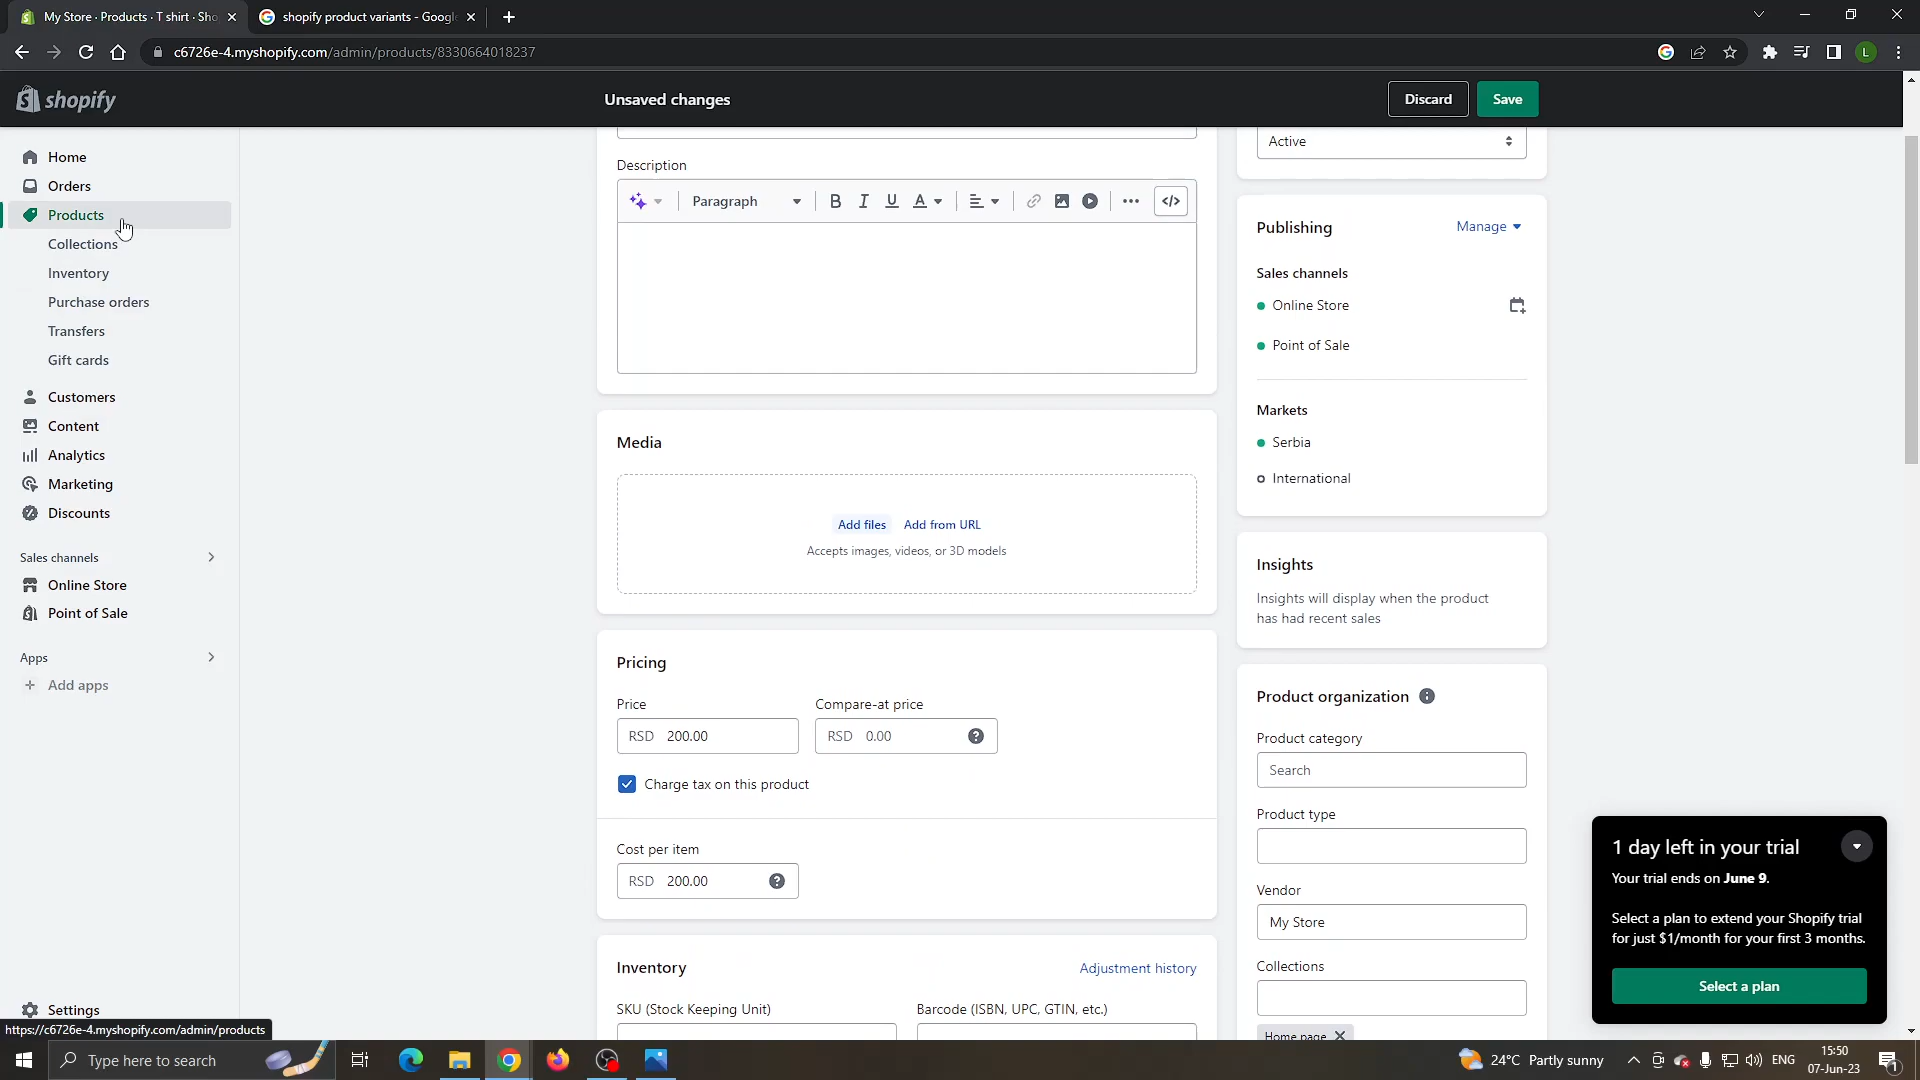 My Store · Products · T shirt · Sho
shopify product variants - Google
c6726e-4.myshopify.com/admin/products/8330664018237
L
shopify
Unsaved changes
Discard
Save
Home
Orders
Products
Collections
Inventory
Purchase orders
Transfers
Gift cards
Customers
Content
Analytics
Marketing
Discounts
Sales channels
Online Store
Point of Sale
Apps
+ Add apps
Settings
https://c6726e-4.myshopify.com/admin/products
Description
Paragraph
B I U A
</>
Media
Add files Add from URL
Accepts images, videos, or 3D models
Pricing
Price
Compare-at price
RSD 200.00
RSD 0.00
Charge tax on this product
Cost per item
RSD 200.00
Inventory
Adjustment history
SKU (Stock Keeping Unit)
Barcode (ISBN, UPC, GTIN, etc.)
Active
Publishing
Manage
Sales channels
Online Store
Point of Sale
Markets
Serbia
International
Insights
Insights will display when the product
has had recent sales
Product organization
Product category
Search
Product type
Vendor
My Store
Collections
Home page
1 day left in your trial
Your trial ends on June 9.
Select a plan to extend your Shopify trial
for just $1/month for your first 3 months.
Select a plan
Type here to search
24°C Partly sunny
ENG
15:50
07-Jun-23
1